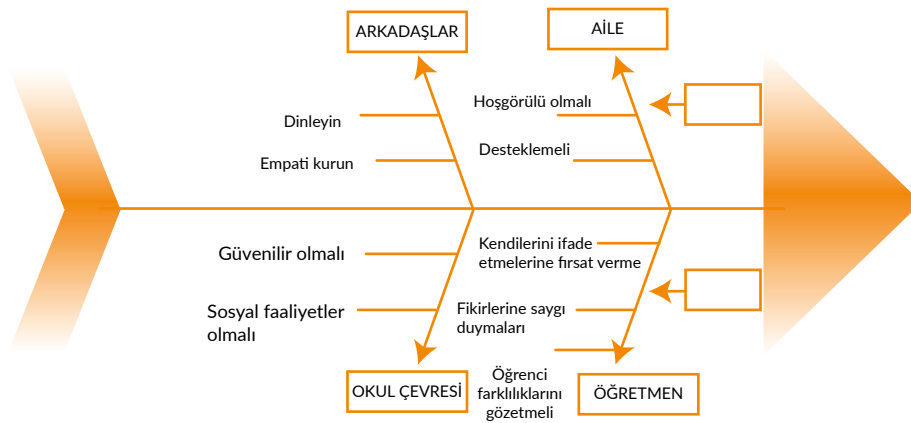 ARKADAŞLAR
AİLE
Dinleyin
Empati kurun
Hoşgörülü olmalı
Desteklemeli
Güvenilir olmalı
Sosyal faaliyetler
olmalı
Kendilerini ifade
etmelerine fırsat verme
Fikirlerine saygı
duymaları
Öğrenci
farklılıklarını
gözetmeli
OKUL ÇEVRESİ
ÖĞRETMEN